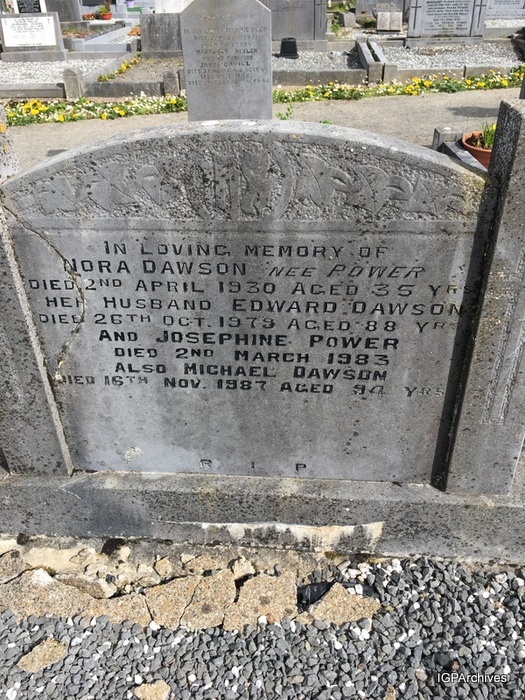 IN LOVING MEMORY OF
NORA DAWSON NEE POWER
DIED 2ND APRIL 1930 AGED 35 YRS
HER HUSBAND EDWARD DAWSON
DIED 26TH OCT. 1979 AGED 88 YRS
AND JOSEPHINE POWER
DIED 2ND MARCH 1983
ALSO MICHAEL DAWSON
DIED 16TH NOV. 1987 AGED 94 YRS
R I P
IGPArchives